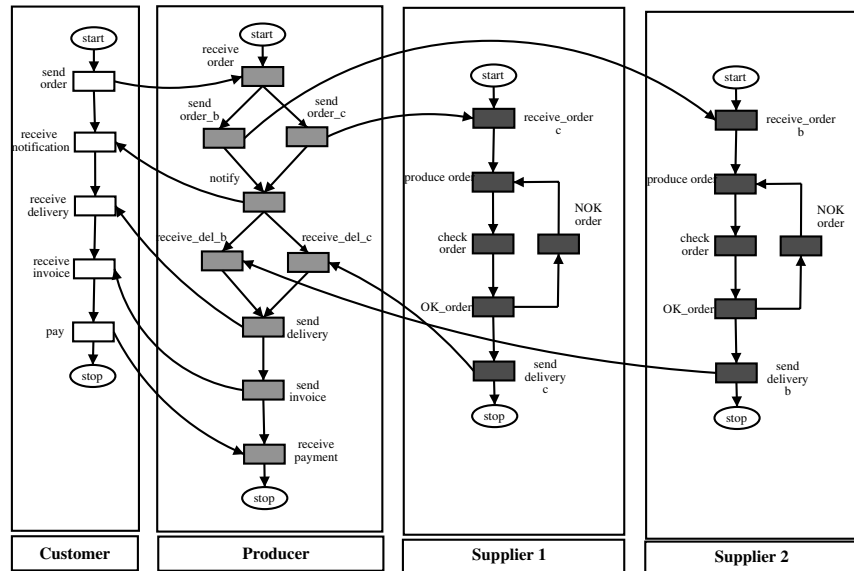 start
send
order
receive
notification
receive
delivery
receive
invoice
pay
stop
Customer
start
receive
order
send
order_b
send
order_c
notify
receive_del_b
receive_del_c
send
delivery
send
invoice
receive
payment
stop
Producer
start
receive_order
c
produce order
check
order
NOK
order
OK_order
send
delivery
c
stop
Supplier 1
start
receive_order
b
produce order
check
order
NOK
order
OK_order
send
delivery
b
stop
Supplier 2